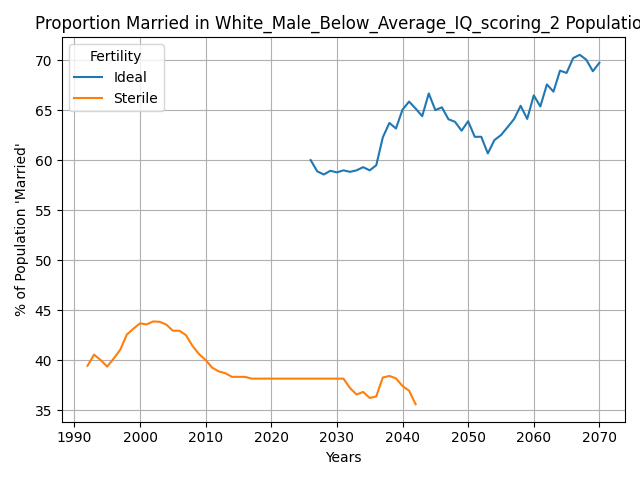 Proportion Married in White_Male_Below_Average_IQ_scoring_2 Populatio
Fertility
Ideal
Sterile
% of Population 'Married'
70
65
60
55
50
45
40
35
1990 2000 2010 2020 2030 2040 2050 2060 2070
Years